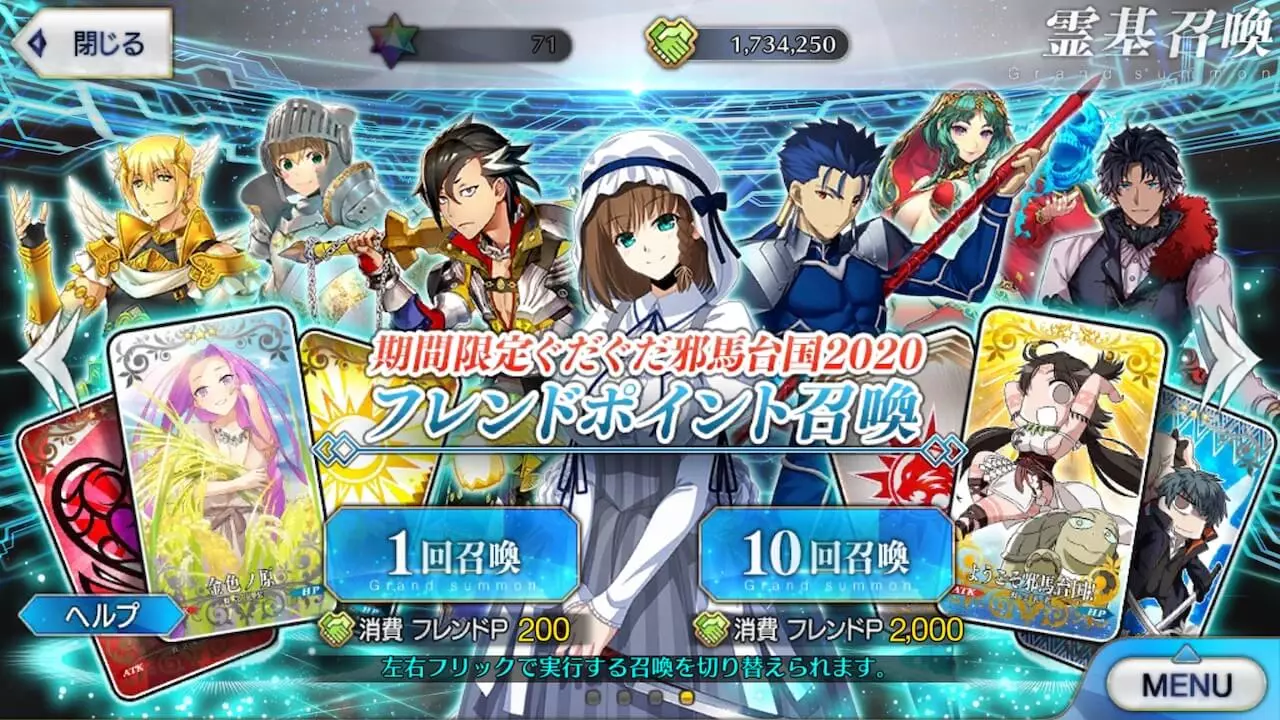 閉じる
71
1,734,250
霊基召喚
Grand summon
期間限定ぐだぐだ邪馬台国2020
フレンドポイント召喚
1回召喚
Grand summon
10回召喚
Grand summon
金色ノ原
HP
ようこそ邪馬台国!
ATK
HP
ヘルプ
消費 フレンドP 200
消費 フレンドP 2,000
左右フリックで実行する召喚を切り替えられます。
ATK
MENU